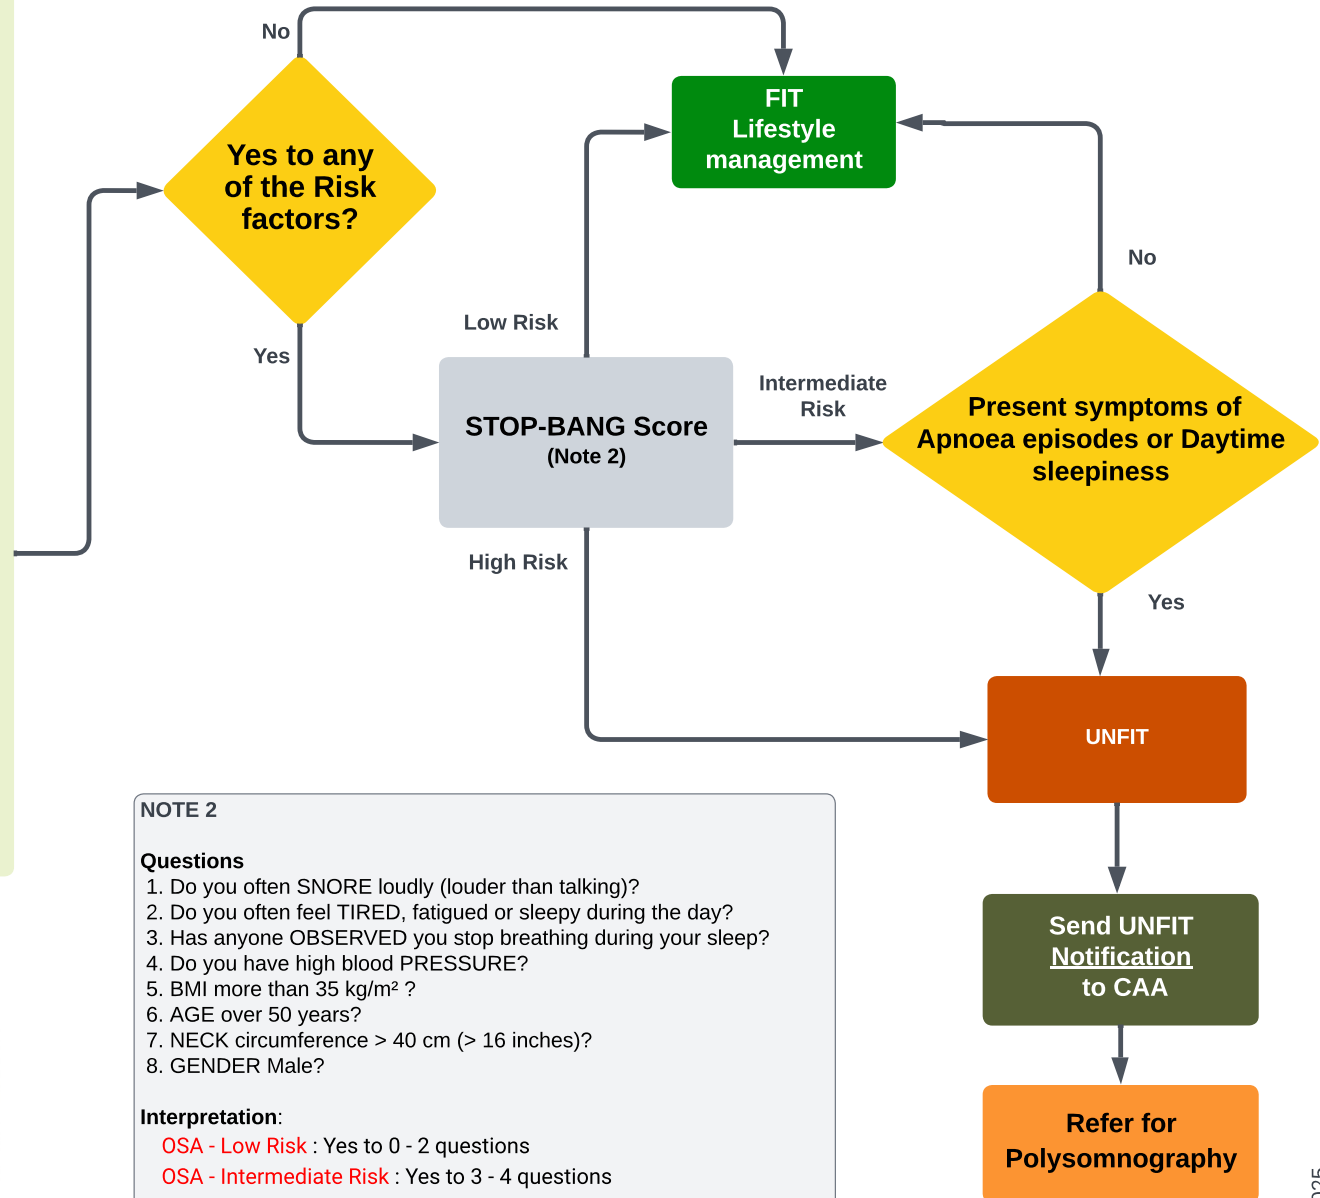 No
FIT
Lifestyle
management
Yes to any
of the Risk
factors?
No
Low Risk
Yes
Intermediate
Risk
STOP-BANG Score
(Note 2)
Present symptoms of
Apnoea episodes or Daytime
sleepiness
High Risk
Yes
UNFIT
NOTE 2
Questions
1. Do you often SNORE loudly (louder than talking)?
2. Do you often feel TIRED, fatigued or sleepy during the day?
3. Has anyone OBSERVED you stop breathing during your sleep?
4. Do you have high blood PRESSURE?
5. BMI more than 35 kg/m² ?
6. AGE over 50 years?
7. NECK circumference > 40 cm (> 16 inches)?
8. GENDER Male?
Interpretation:
OSA - Low Risk : Yes to 0 - 2 questions
OSA - Intermediate Risk : Yes to 3 - 4 questions
Send UNFIT
Notification
to CAA
Refer for
Polysomnography